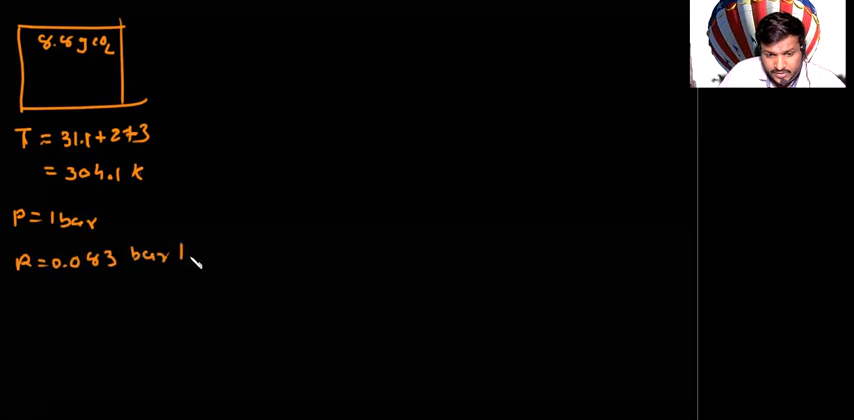 8.8 g CO2
T = 31.1 + 273
= 304.1 K
P = 1 bar
R = 0.083 bar l